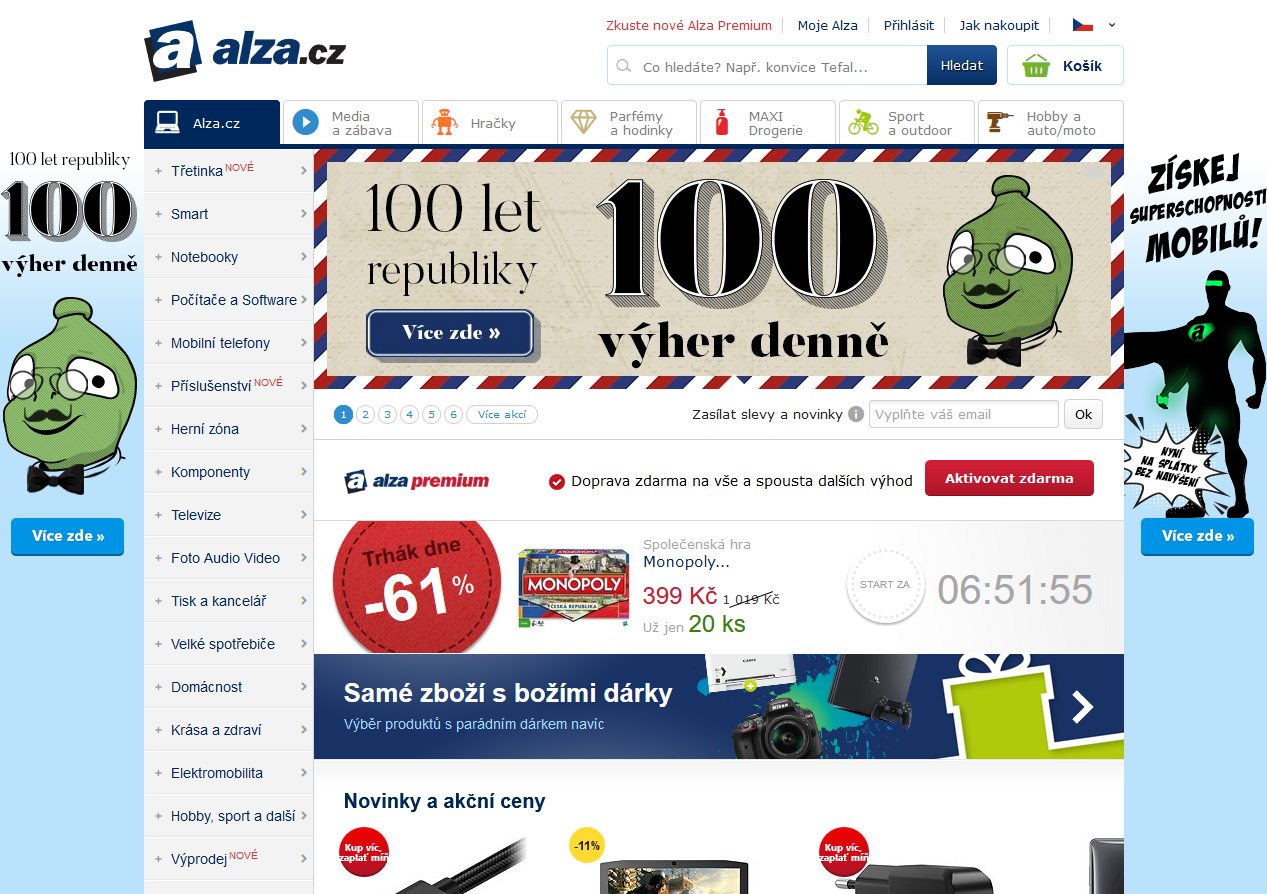 alza.cz
Zkuste nové Alza Premium
Moje Alza
Přihlásit
Jak nakoupit
Co hledáte? Např. konvice Tefal...
Hledat
Košík
Alza.cz
Media
a zábava
Hračky
Parfémy
a hodinky
MAXI
Drogerie
Sport
a outdoor
Hobby a
auto/moto
100 let republiky
100
výher denně
Více zde »
Třetinka NOVÉ
Smart
Notebooky
Počítače a Software
Mobilní telefony
Příslušenství NOVÉ
Herní zóna
Komponenty
Televize
Foto Audio Video
Tisk a kancelář
Velké spotřebiče
Domácnost
Krása a zdraví
Elektromobilita
Hobby, sport a další
Výprodej NOVÉ
100 let
republiky
Více zde »
100
výher denně
1 2 3 4 5 6 Více akcí
Zasílat slevy a novinky
Vyplňte váš email
Ok
alza premium
Doprava zdarma na vše a spousta dalších výhod
Aktivovat zdarma
Trhák dne
-61%
MONOPOLY
ČESKÁ REPUBLIKA
Společenská hra
Monopoly...
399 Kč 1 019 Kč
Už jen 20 ks
START ZA
06:51:55
Samé zboží s božími dárky
Výběr produktů s parádním dárkem navíc
Canon
Nikon
Novinky a akční ceny
Kup víc,
zaplať míň
-11%
Kup víc,
zaplať míň
ZÍSKEJ
SUPERSCHOPNOSTI
MOBILŮ!
NYNÍ
NA SPLÁTKY
BEZ NAVÝŠENÍ
Více zde »